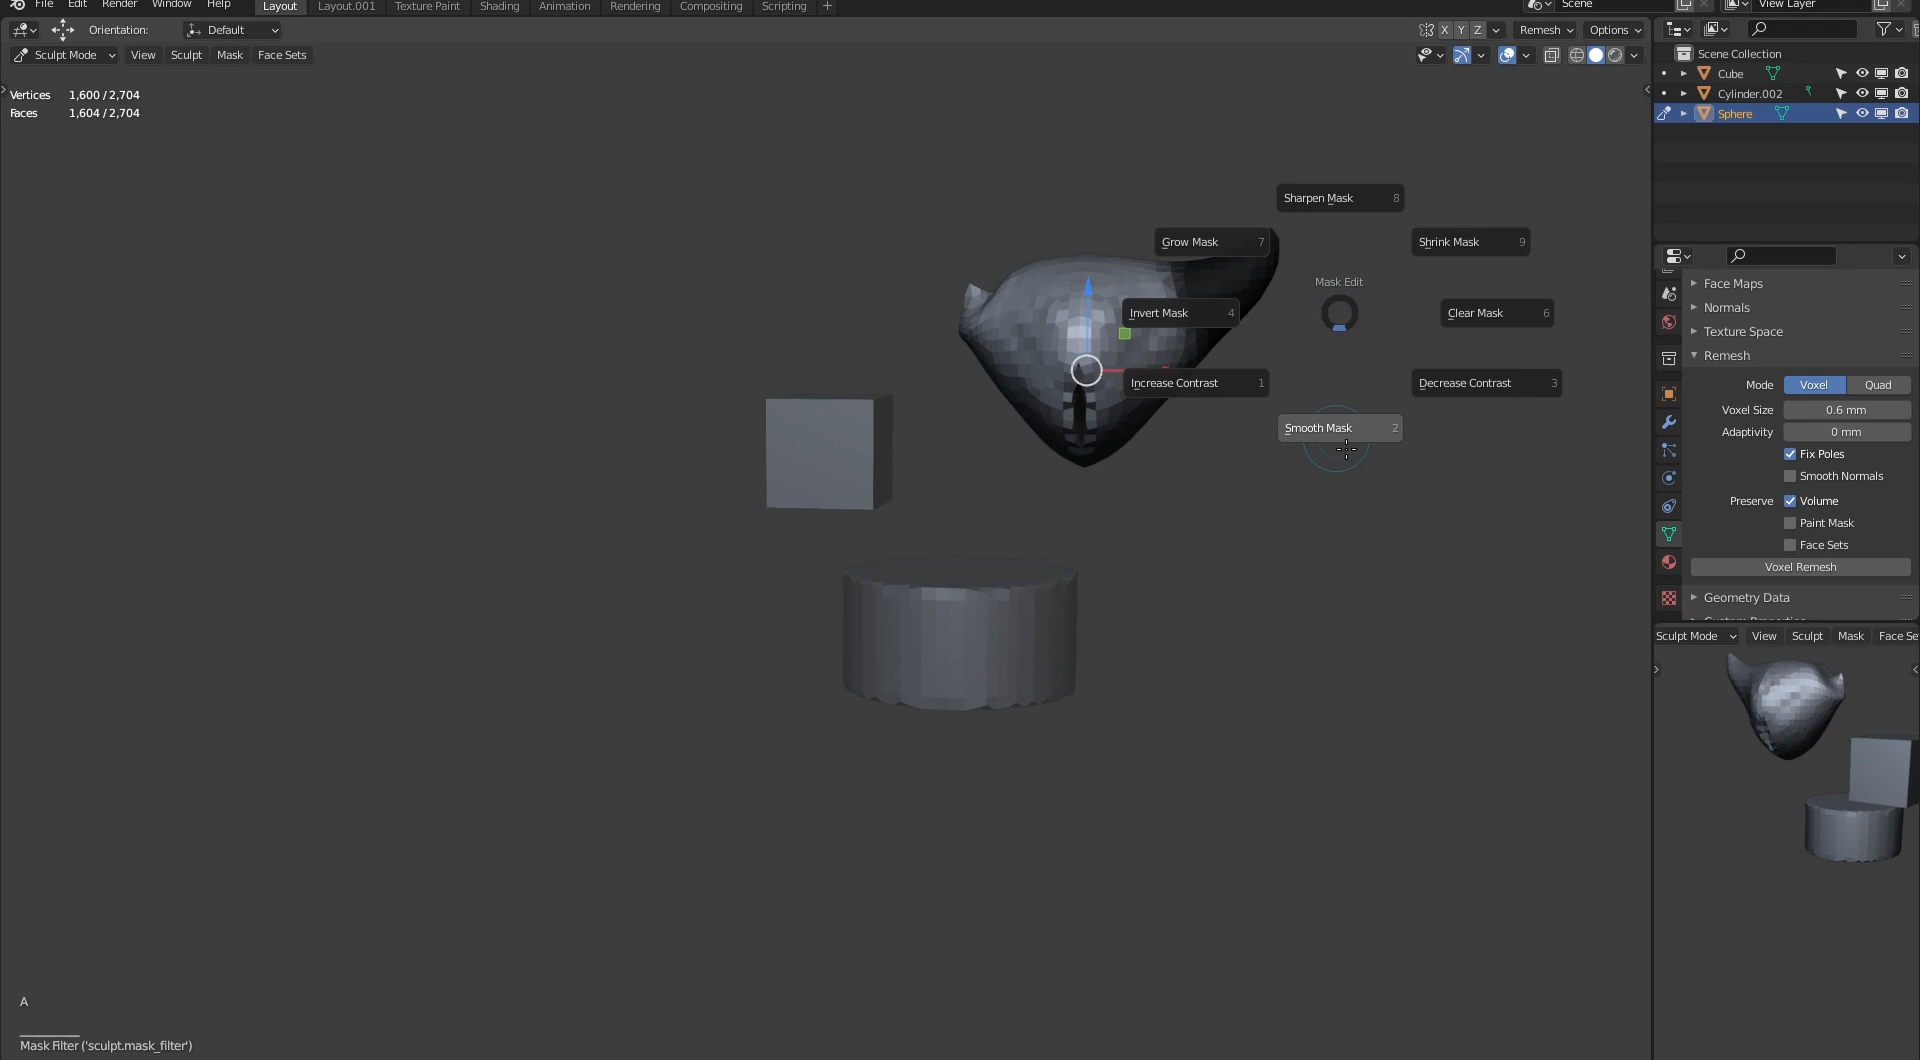 File Edit Render Window Help Layout Layout.001 Texture Paint Shading Animation Rendering Compositing Scripting + Scene View Layer
Orientation: Default X Y Z Remesh Options
Sculpt Mode View Sculpt Mask Face Sets
Scene Collection
Cube
Cylinder.002
Sphere
Vertices 1,600 / 2,704
Faces 1,604 / 2,704
Sharpen Mask 8
Grow Mask 7
Shrink Mask 9
Mask Edit
Invert Mask 4
Clear Mask 6
Increase Contrast 1
Decrease Contrast 3
Smooth Mask 2
Face Maps
Normals
Texture Space
Remesh
Mode Voxel Quad
Voxel Size 0.6 mm
Adaptivity 0 mm
Fix Poles
Smooth Normals
Preserve Volume
Paint Mask
Face Sets
Voxel Remesh
Geometry Data
Sculpt Mode View Sculpt Mask Face Se
A
Mask Filter ('sculpt.mask_filter')